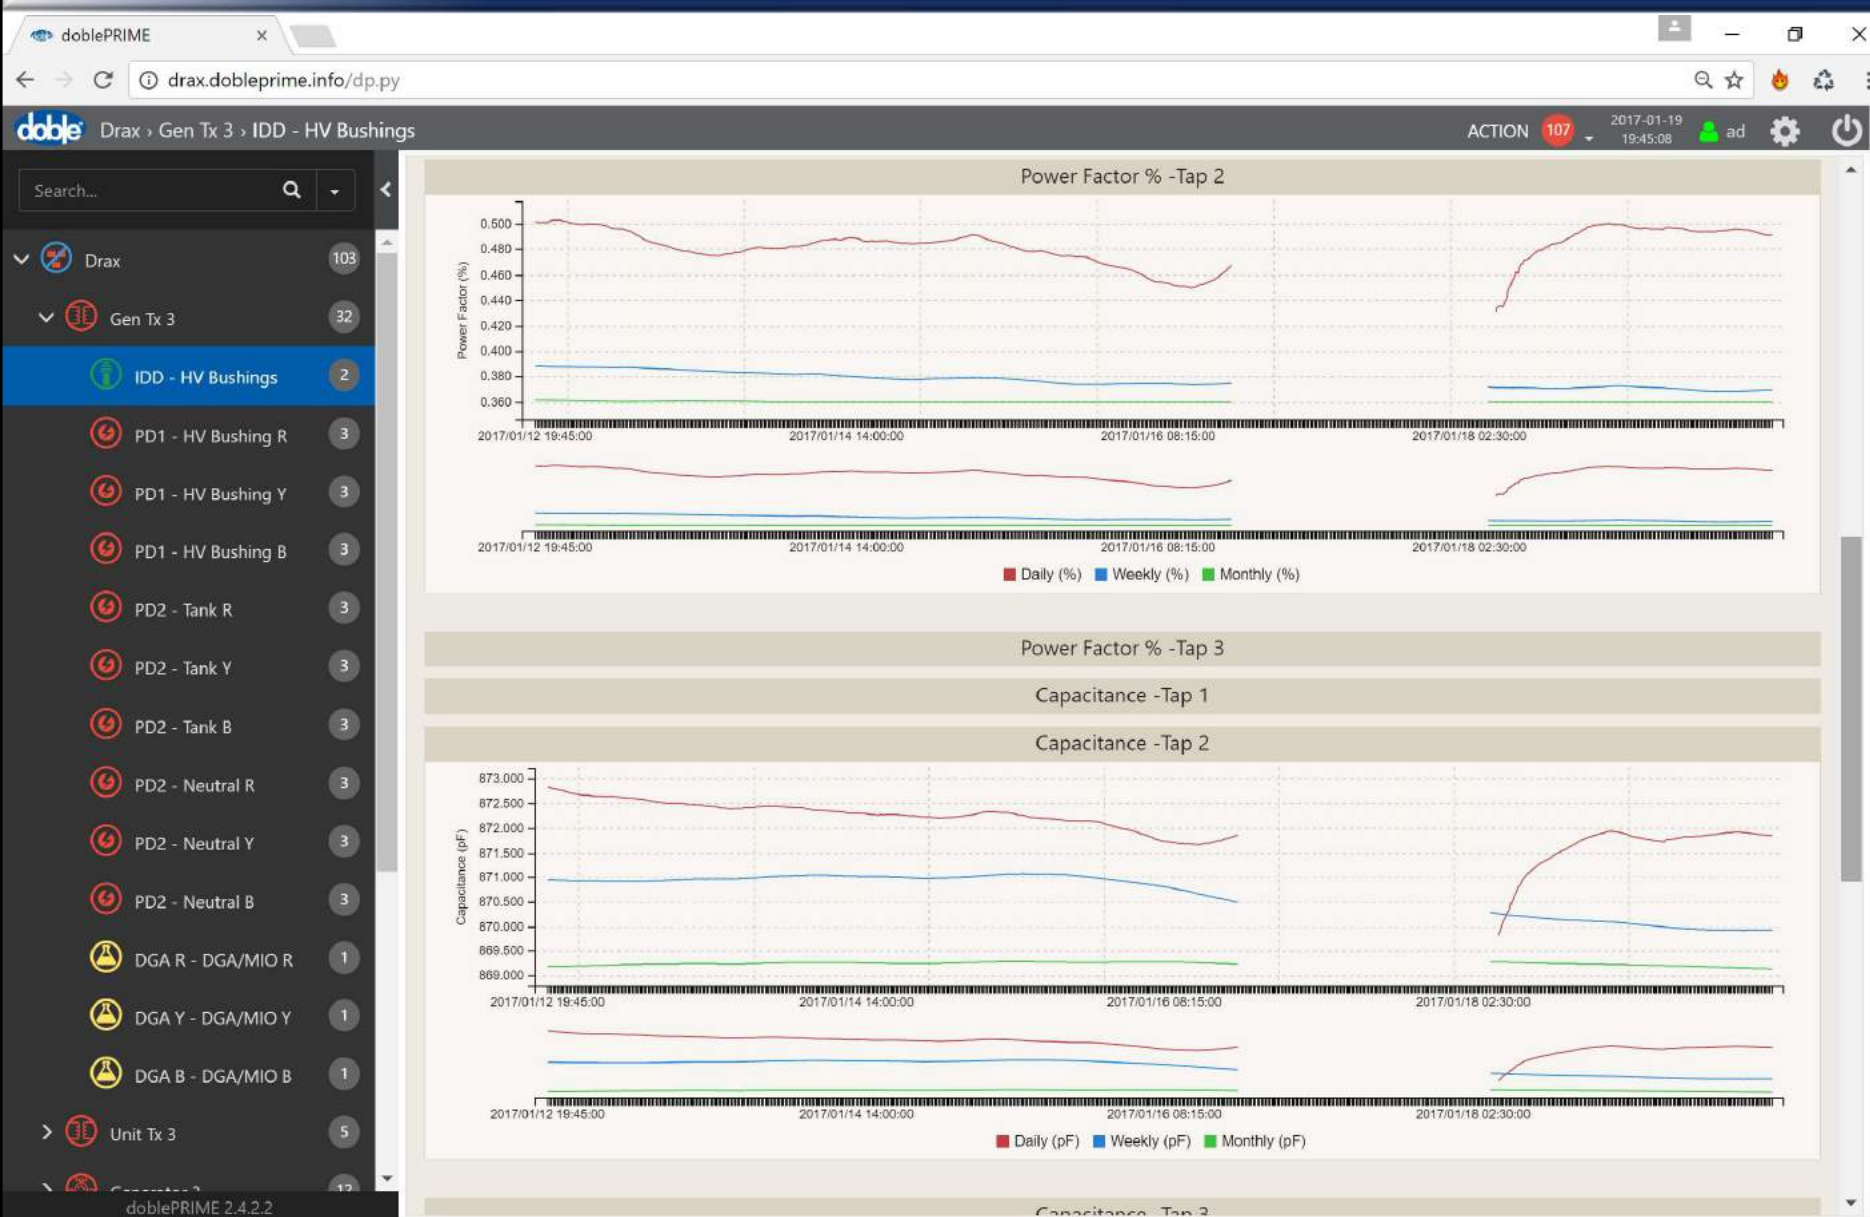 doblePRIME
drax.dobleprime.info/dp.py
doble Drax › Gen Tx 3 › IDD - HV Bushings
ACTION 107 2017-01-19 19:45:08 ad
Search...
Drax 103
Gen Tx 3 32
IDD - HV Bushings 2
PD1 - HV Bushing R 3
PD1 - HV Bushing Y 3
PD1 - HV Bushing B 3
PD2 - Tank R 3
PD2 - Tank Y 3
PD2 - Tank B 3
PD2 - Neutral R 3
PD2 - Neutral Y 3
PD2 - Neutral B 3
DGA R - DGA/MIO R 1
DGA Y - DGA/MIO Y 1
DGA B - DGA/MIO B 1
Unit Tx 3 5
doblePRIME 2.4.2.2
Power Factor % -Tap 2
Power Factor (%)
0.500
0.480
0.460
0.440
0.420
0.400
0.380
0.360
2017/01/12 19:45:00 2017/01/14 14:00:00 2017/01/16 08:15:00 2017/01/18 02:30:00
2017/01/12 19:45:00 2017/01/14 14:00:00 2017/01/16 08:15:00 2017/01/18 02:30:00
Daily (%) Weekly (%) Monthly (%)
Power Factor % -Tap 3
Capacitance -Tap 1
Capacitance -Tap 2
Capacitance (pF)
873.000
872.500
872.000
871.500
871.000
870.500
870.000
869.500
869.000
2017/01/12 19:45:00 2017/01/14 14:00:00 2017/01/16 08:15:00 2017/01/18 02:30:00
2017/01/12 19:45:00 2017/01/14 14:00:00 2017/01/16 08:15:00 2017/01/18 02:30:00
Daily (pF) Weekly (pF) Monthly (pF)
Capacitance -Tap 3